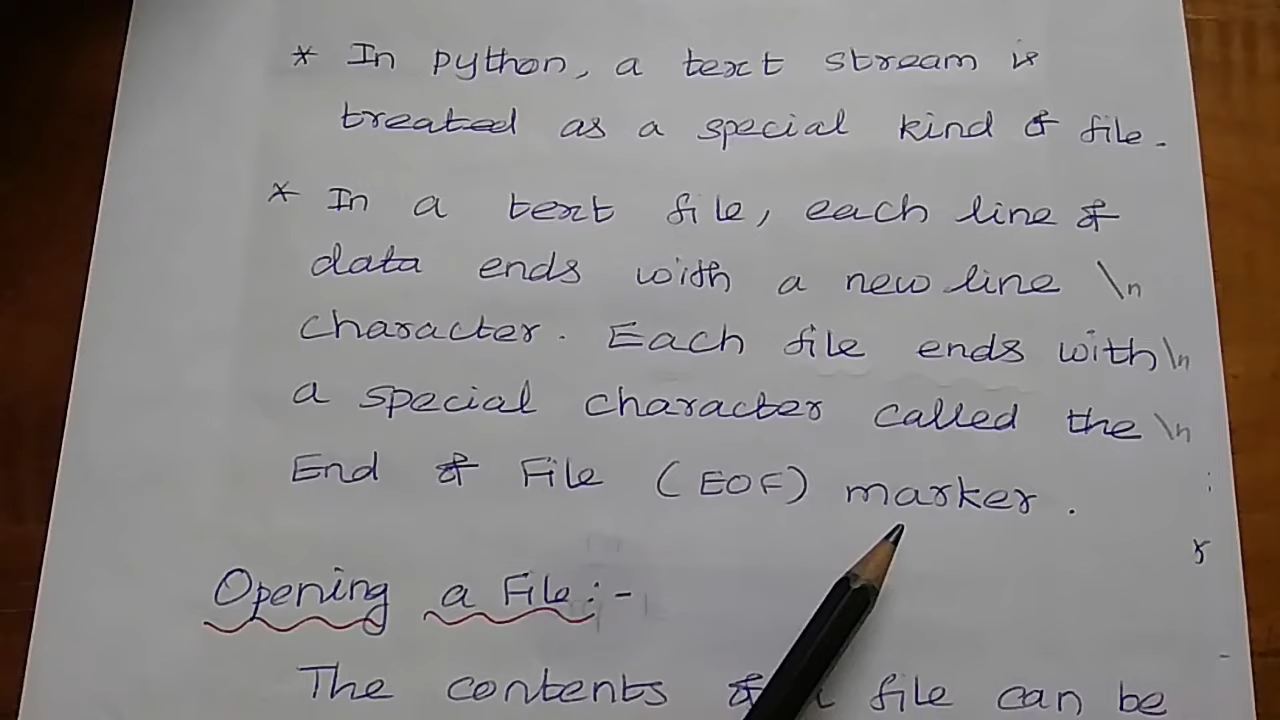 * In python, a text stream is
treated as a special kind of file.
* In a text file, each line of
data ends with a new line \n
character. Each file ends with \n
a special character called the \n
End of File (EOF) marker.
Opening a File:-
The contents of file can be